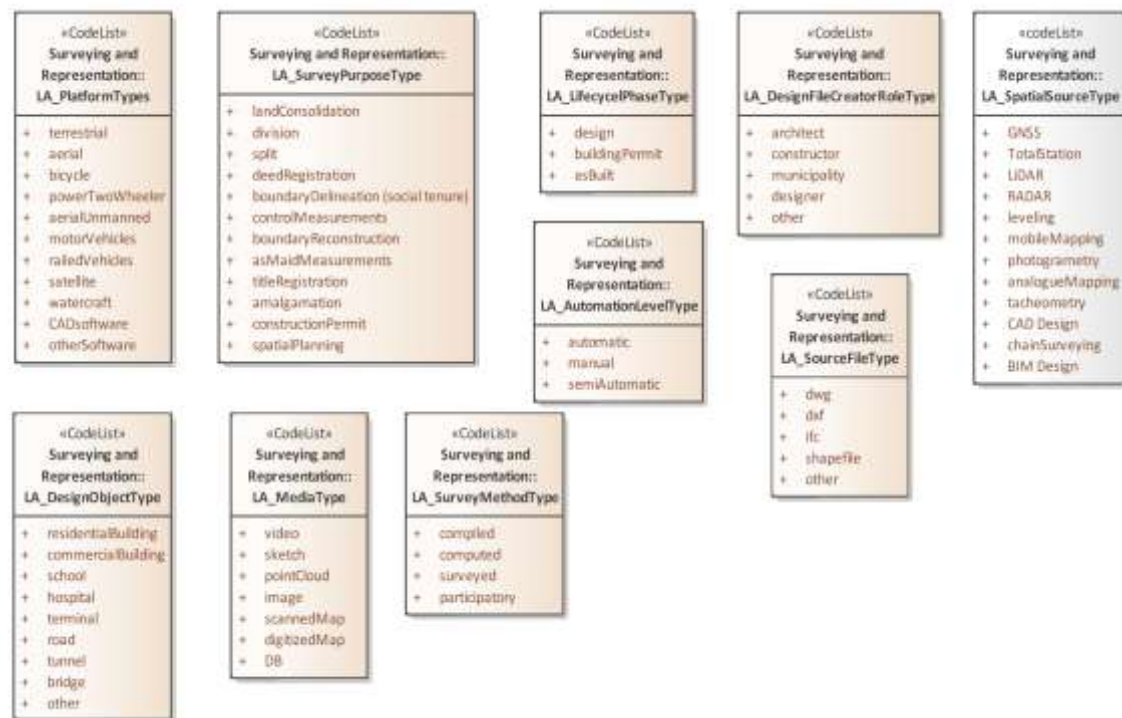 «CodeList»
Surveying and
Representation::
LA_PlatformTypes
+ terrestrial
+ aerial
+ bicycle
+ powerTwoWheeler
+ aerialUnmanned
+ motorVehicles
+ railedVehicles
+ satellite
+ watercraft
+ CADsoftware
+ otherSoftware
«CodeList»
Surveying and Representation::
LA_SurveyPurposeType
+ landConsolidation
+ division
+ split
+ deedRegistration
+ boundaryDelineation (social tenure)
+ controlMeasurements
+ boundaryReconstruction
+ asMaidMeasurements
+ titleRegistration
+ amalgamation
+ constructionPermit
+ spatialPlanning
«CodeList»
Surveying and
Representation::
LA_LifecycelPhaseType
+ design
+ buildingPermit
+ esBuilt
«CodeList»
Surveying and
Representation::
LA_DesignFileCreatorRoleType
+ architect
+ constructor
+ municipality
+ designer
+ other
«codeList»
Surveying and
Representation::
LA_SpatialSourceType
+ GNSS
+ TotalStation
+ LiDAR
+ RADAR
+ leveling
+ mobileMapping
+ photogrametry
+ analogueMapping
+ tacheometry
+ CAD Design
+ chainSurveying
+ BIM Design
«CodeList»
Surveying and
Representation::
LA_AutomationLevelType
+ automatic
+ manual
+ semiAutomatic
«CodeList»
Surveying and
Representation::
LA_SourceFileType
+ dwg
+ dxf
+ ifc
+ shapefile
+ other
«CodeList»
Surveying and
Representation::
LA_DesignObjectType
+ residentialBuilding
+ commercialBuilding
+ school
+ hospital
+ terminal
+ road
+ tunnel
+ bridge
+ other
«CodeList»
Surveying and
Representation::
LA_MediaType
+ video
+ sketch
+ pointCloud
+ image
+ scannedMap
+ digitizedMap
+ DB
«CodeList»
Surveying and
Representation::
LA_SurveyMethodType
+ compiled
+ computed
+ surveyed
+ participatory